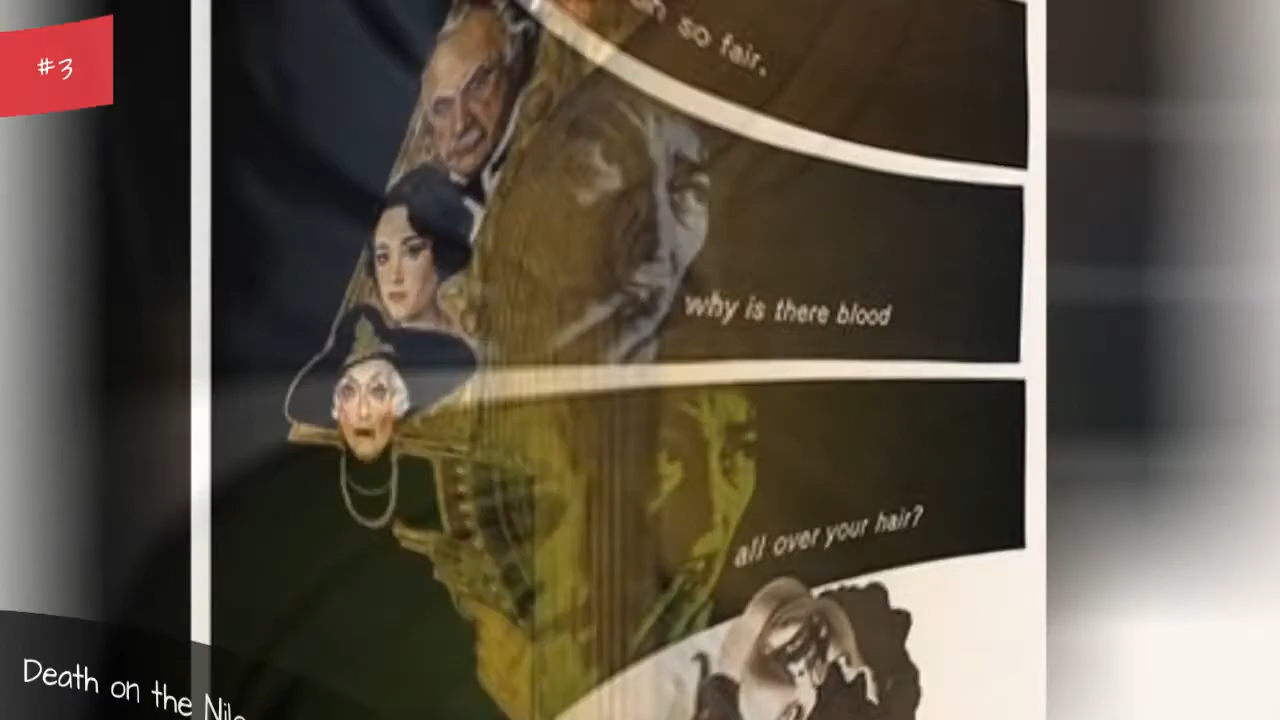 #3
so fair.
why is there blood
all over your hair?
Death on the Nile